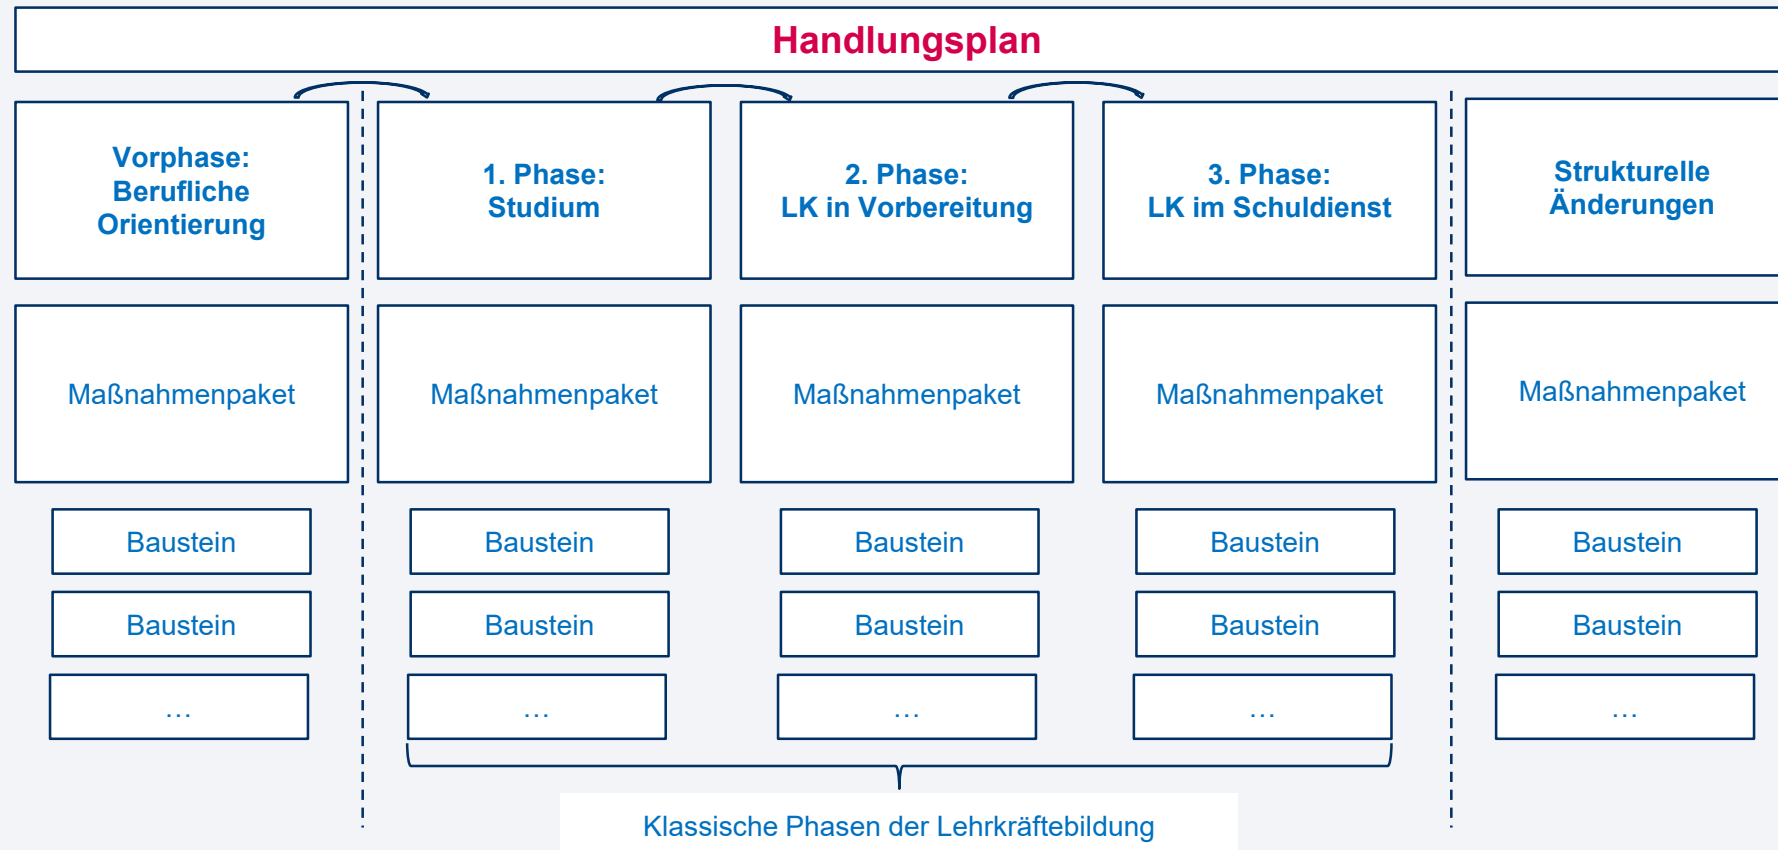 Handlungsplan
Vorphase:
Berufliche
Orientierung
1. Phase:
Studium
2. Phase:
LK in Vorbereitung
3. Phase:
LK im Schuldienst
Strukturelle
Änderungen
Maßnahmenpaket
Maßnahmenpaket
Maßnahmenpaket
Maßnahmenpaket
Maßnahmenpaket
Baustein
Baustein
Baustein
Baustein
Baustein
Baustein
Baustein
Baustein
Baustein
Baustein
…
…
…
…
…
Klassische Phasen der Lehrkräftebildung